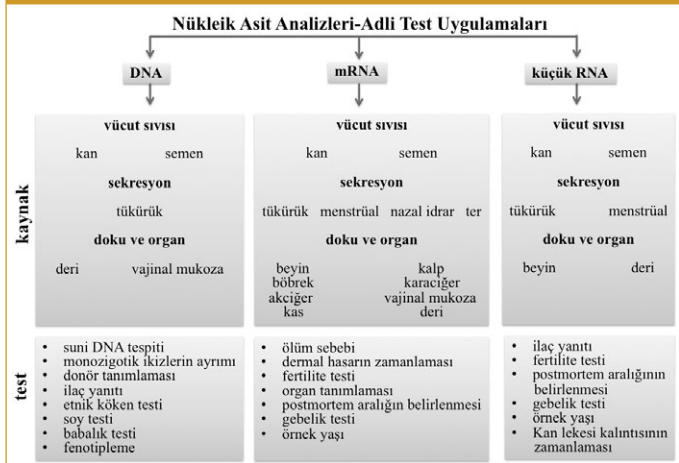 Nükleik Asit Analizleri-Adli Test Uygulamaları
DNA
mRNA
küçük RNA
kaynak
vücut sıvısı
kan semen
sekresyon
tükürük
doku ve organ
deri vajinal mukoza
vücut sıvısı
kan semen
sekresyon
tükürük menstrüal nazal idrar ter
doku ve organ
beyin kalp
böbrek karaciğer
akciğer vajinal mukoza
kas deri
vücut sıvısı
kan semen
sekresyon
tükürük menstrüal
doku ve organ
beyin deri
test
• suni DNA tespiti
• monozigotik ikizlerin ayrımı
• donör tanımlaması
• ilaç yanıtı
• etnik köken testi
• soy testi
• babalık testi
• fenotipleme
• ölüm sebebi
• dermal hasarın zamanlaması
• fertilite testi
• organ tanımlaması
• postmortem aralığın belirlenmesi
• gebelik testi
• örnek yaşı
• ilaç yanıtı
• fertilite testi
• postmortem aralığının
belirlenmesi
• gebelik testi
• örnek yaşı
• Kan lekesi kalıntısının
zamanlaması